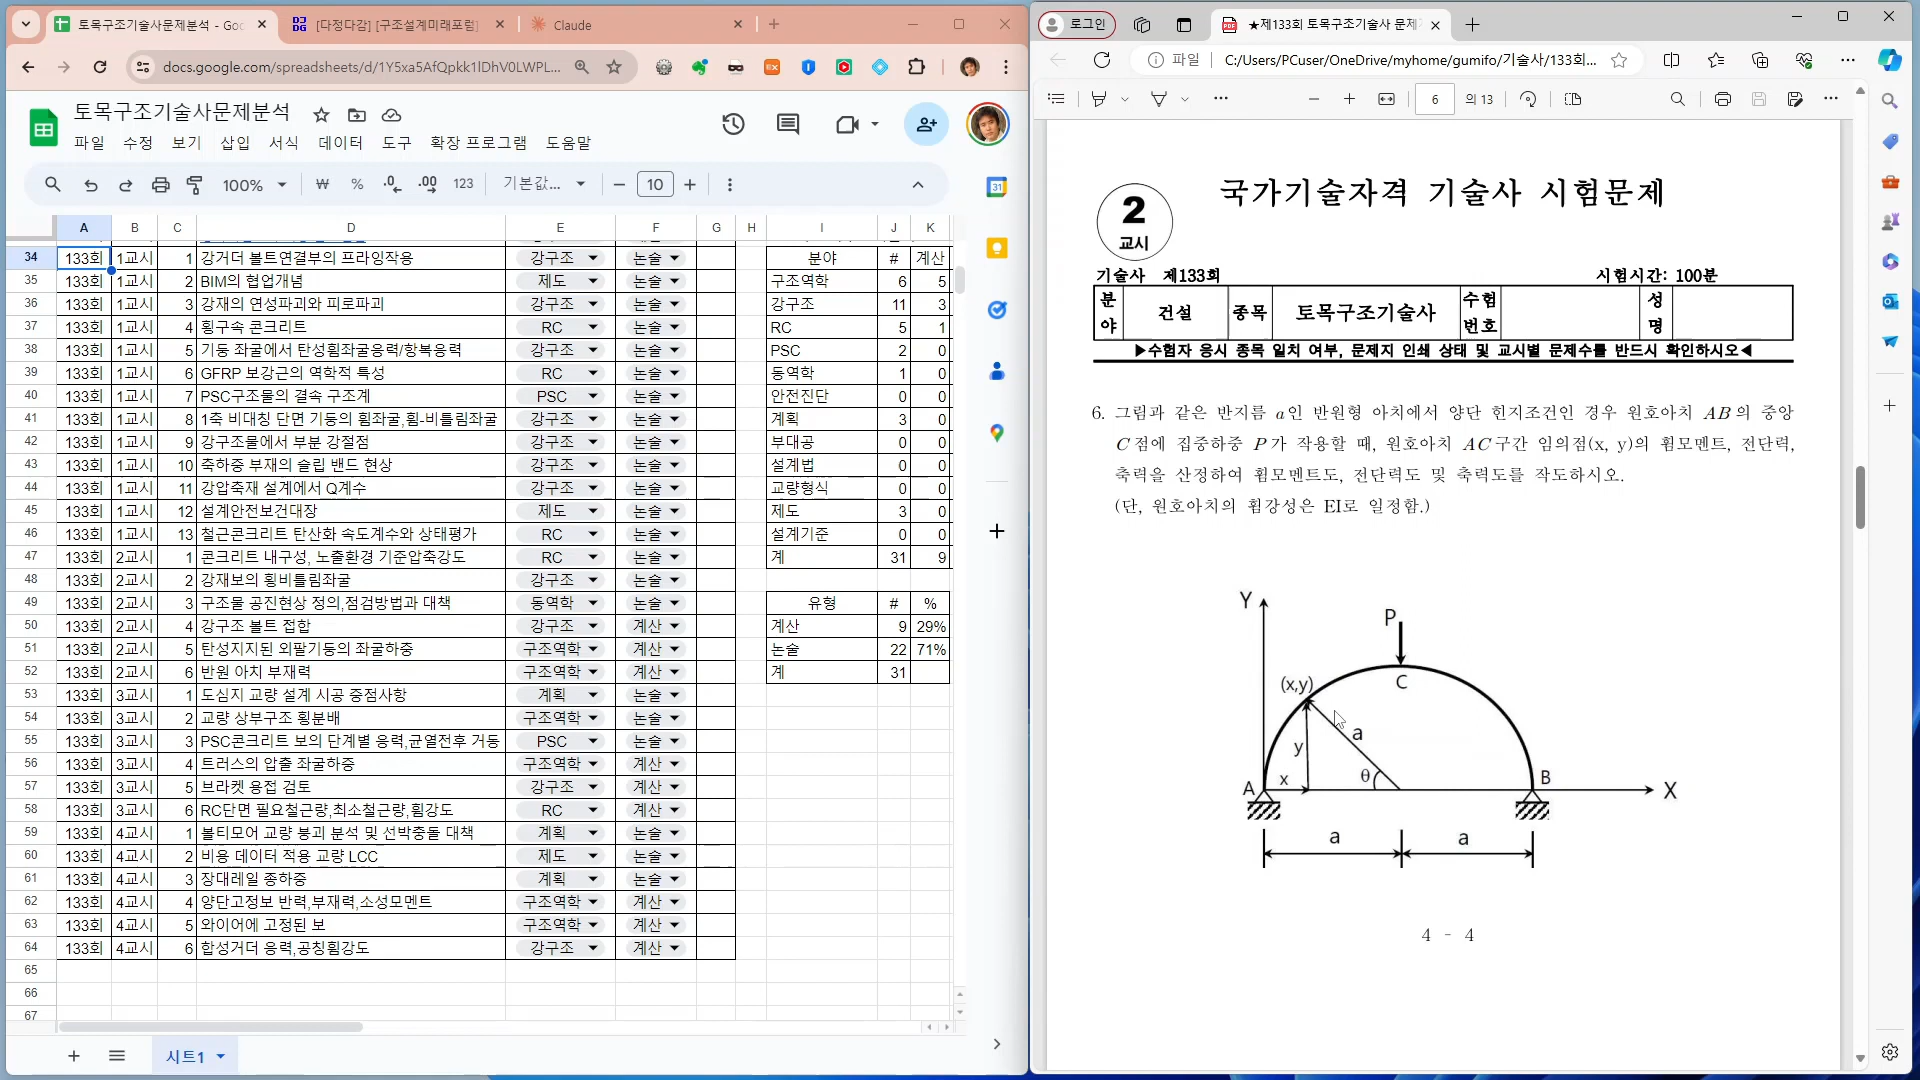 토목구조기술사문제분석 - Goo
[다정다감] [구조설계미래포럼]
Claude
docs.google.com/spreadsheets/d/1Y5xa5AfQpkk1lDhV0LWPL...
토목구조기술사문제분석
파일 수정 보기 삽입 서식 데이터 도구 확장 프로그램 도움말
100% ₩ % .0 .00 123 기본값... − 10 +
A B C D E F G H I J K
34 133회 1교시 1 강거더 볼트연결부의 프라잉작용 강구조 논술 분야 # 계산
35 133회 1교시 2 BIM의 협업개념 제도 논술 구조역학 6 5
36 133회 1교시 3 강재의 연성파괴와 피로파괴 강구조 논술 강구조 11 3
37 133회 1교시 4 횡구속 콘크리트 RC 논술 RC 5 1
38 133회 1교시 5 기둥 좌굴에서 탄성휨좌굴응력/항복응력 강구조 논술 PSC 2 0
39 133회 1교시 6 GFRP 보강근의 역학적 특성 RC 논술 동역학 1 0
40 133회 1교시 7 PSC구조물의 결속 구조계 PSC 논술 안전진단 0 0
41 133회 1교시 8 1축 비대칭 단면 기둥의 휨좌굴,휨-비틀림좌굴 강구조 논술 계획 3 0
42 133회 1교시 9 강구조물에서 부분 강절점 강구조 논술 부대공 0 0
43 133회 1교시 10 축하중 부재의 슬립 밴드 현상 강구조 논술 설계법 0 0
44 133회 1교시 11 강압축재 설계에서 Q계수 강구조 논술 교량형식 0 0
45 133회 1교시 12 설계안전보건대장 제도 논술 제도 3 0
46 133회 1교시 13 철근콘크리트 탄산화 속도계수와 상태평가 RC 논술 설계기준 0 0
47 133회 2교시 1 콘크리트 내구성, 노출환경 기준압축강도 RC 논술 계 31 9
48 133회 2교시 2 강재보의 횡비틀림좌굴 강구조 논술
49 133회 2교시 3 구조물 공진현상 정의,점검방법과 대책 동역학 논술 유형 # %
50 133회 2교시 4 강구조 볼트 접합 강구조 계산 계산 9 29%
51 133회 2교시 5 탄성지지된 외팔기둥의 좌굴하중 구조역학 계산 논술 22 71%
52 133회 2교시 6 반원 아치 부재력 구조역학 계산 계 31
53 133회 3교시 1 도심지 교량 설계 시공 중점사항 계획 논술
54 133회 3교시 2 교량 상부구조 횡분배 구조역학 논술
55 133회 3교시 3 PSC콘크리트 보의 단계별 응력,균열전후 거동 PSC 논술
56 133회 3교시 4 트러스의 압출 좌굴하중 구조역학 계산
57 133회 3교시 5 브라켓 용접 검토 강구조 계산
58 133회 3교시 6 RC단면 필요철근량,최소철근량,휨강도 RC 계산
59 133회 4교시 1 볼티모어 교량 붕괴 분석 및 선박충돌 대책 계획 논술
60 133회 4교시 2 비용 데이터 적용 교량 LCC 제도 논술
61 133회 4교시 3 장대레일 종하중 계획 논술
62 133회 4교시 4 양단고정보 반력,부재력,소성모멘트 구조역학 계산
63 133회 4교시 5 와이어에 고정된 보 구조역학 계산
64 133회 4교시 6 합성거더 응력,공칭휨강도 강구조 계산
65
66
67
시트1
로그인
★제133회 토목구조기술사 문제
파일 C:/Users/PCuser/OneDrive/myhome/gumifo/기술사/133회...
6 의 13
2
교시
국가기술자격 기술사 시험문제
기술사 제133회 시험시간: 100분
분야 건설 종목 토목구조기술사 수험번호 성명
▶수험자 응시 종목 일치 여부, 문제지 인쇄 상태 및 교시별 문제수를 반드시 확인하시오◀
6. 그림과 같은 반지름 a인 반원형 아치에서 양단 힌지조건인 경우 원호아치 AB의 중앙
C점에 집중하중 P가 작용할 때, 원호아치 AC구간 임의점(x, y)의 휨모멘트, 전단력,
축력을 산정하여 휨모멘트도, 전단력도 및 축력도를 작도하시오.
(단, 원호아치의 휨강성은 EI로 일정함.)
Y
P
C
(x,y)
a
y
θ
x
A
B
X
a a
4 - 4